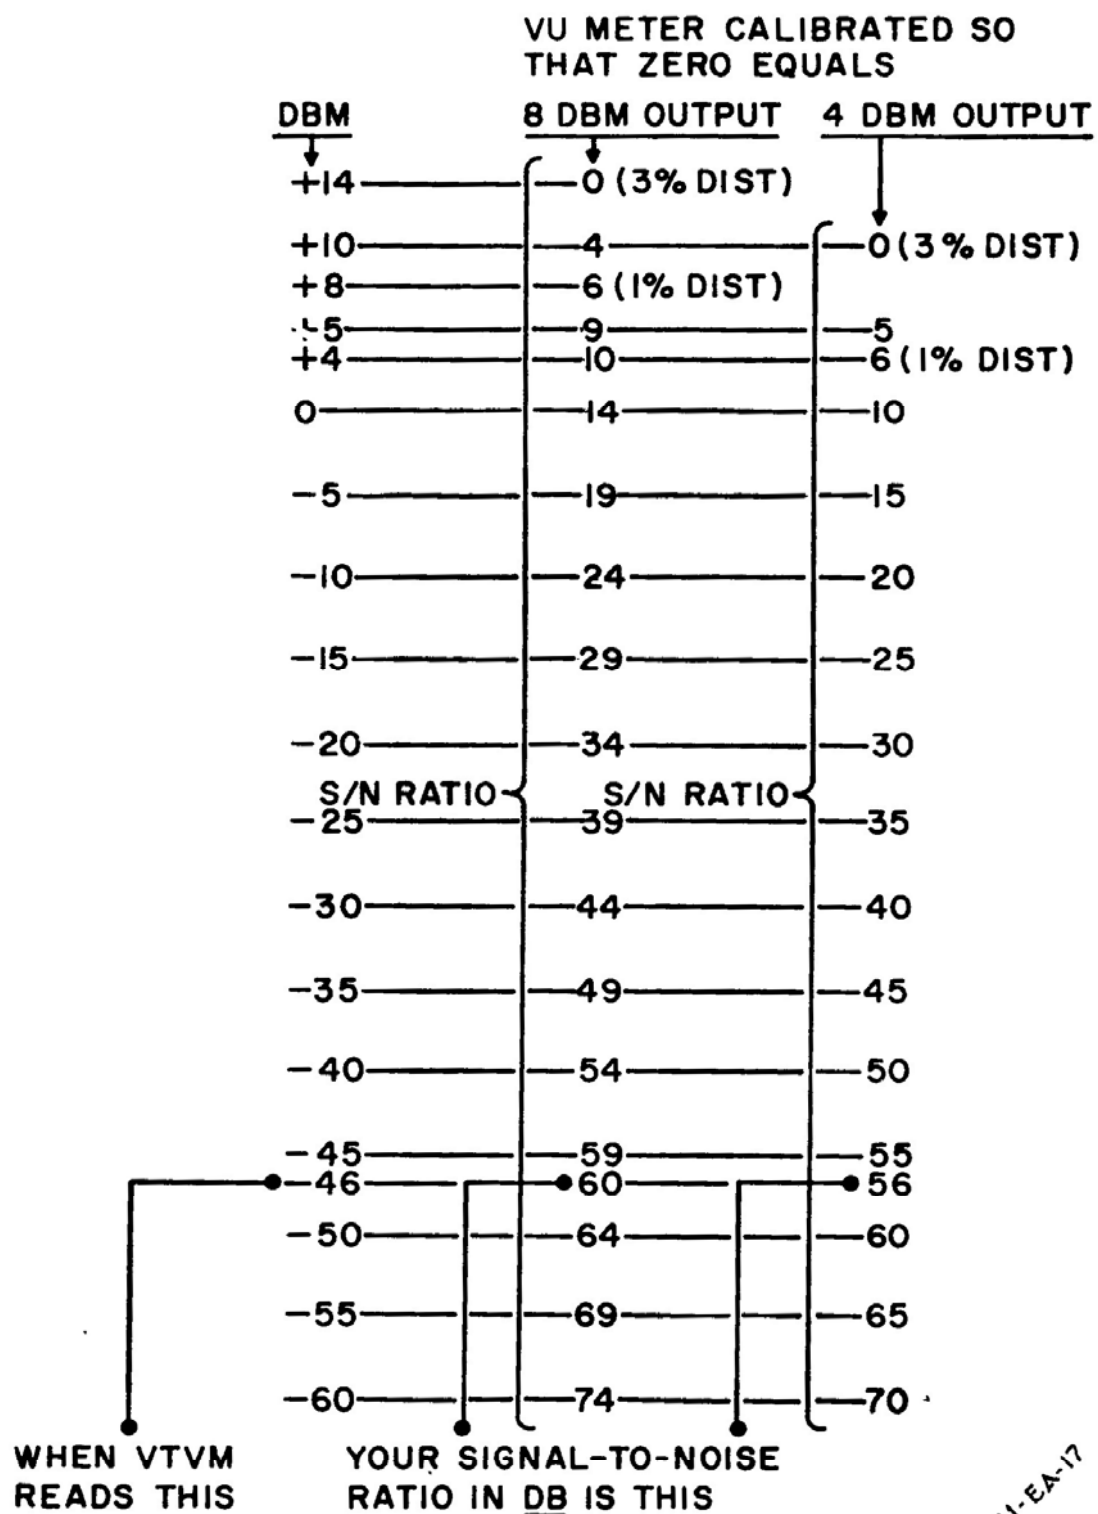 VU METER CALIBRATED SO
THAT ZERO EQUALS
DBM 8 DBM OUTPUT 4 DBM OUTPUT
+14 0 (3% DIST)
+10 4 0 (3% DIST)
+8 6 (1% DIST)
+5 9 5
+4 10 6 (1% DIST)
0 14 10
-5 19 15
-10 24 20
-15 29 25
-20 34 30
S/N RATIO S/N RATIO
-25 39 35
-30 44 40
-35 49 45
-40 54 50
-45 59 55
-46 60 56
-50 64 60
-55 69 65
-60 74 70
WHEN VTVM YOUR SIGNAL-TO-NOISE
READS THIS RATIO IN DB IS THIS